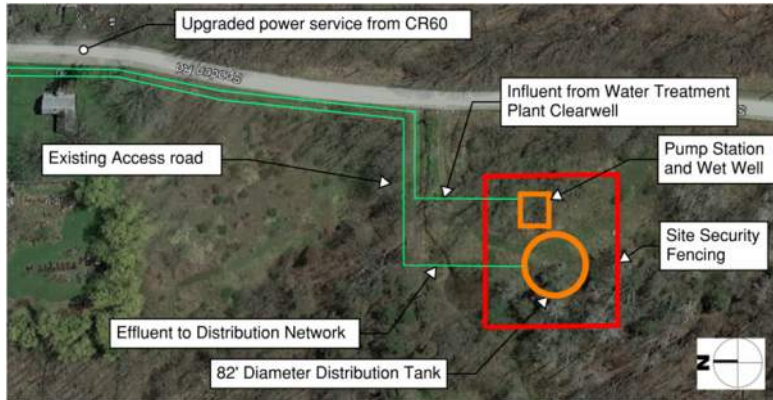 Upgraded power service from CR60
Influent from Water Treatment
Plant Clearwell
Existing Access road
Pump Station
and Wet Well
Site Security
Fencing
Effluent to Distribution Network
82' Diameter Distribution Tank
N